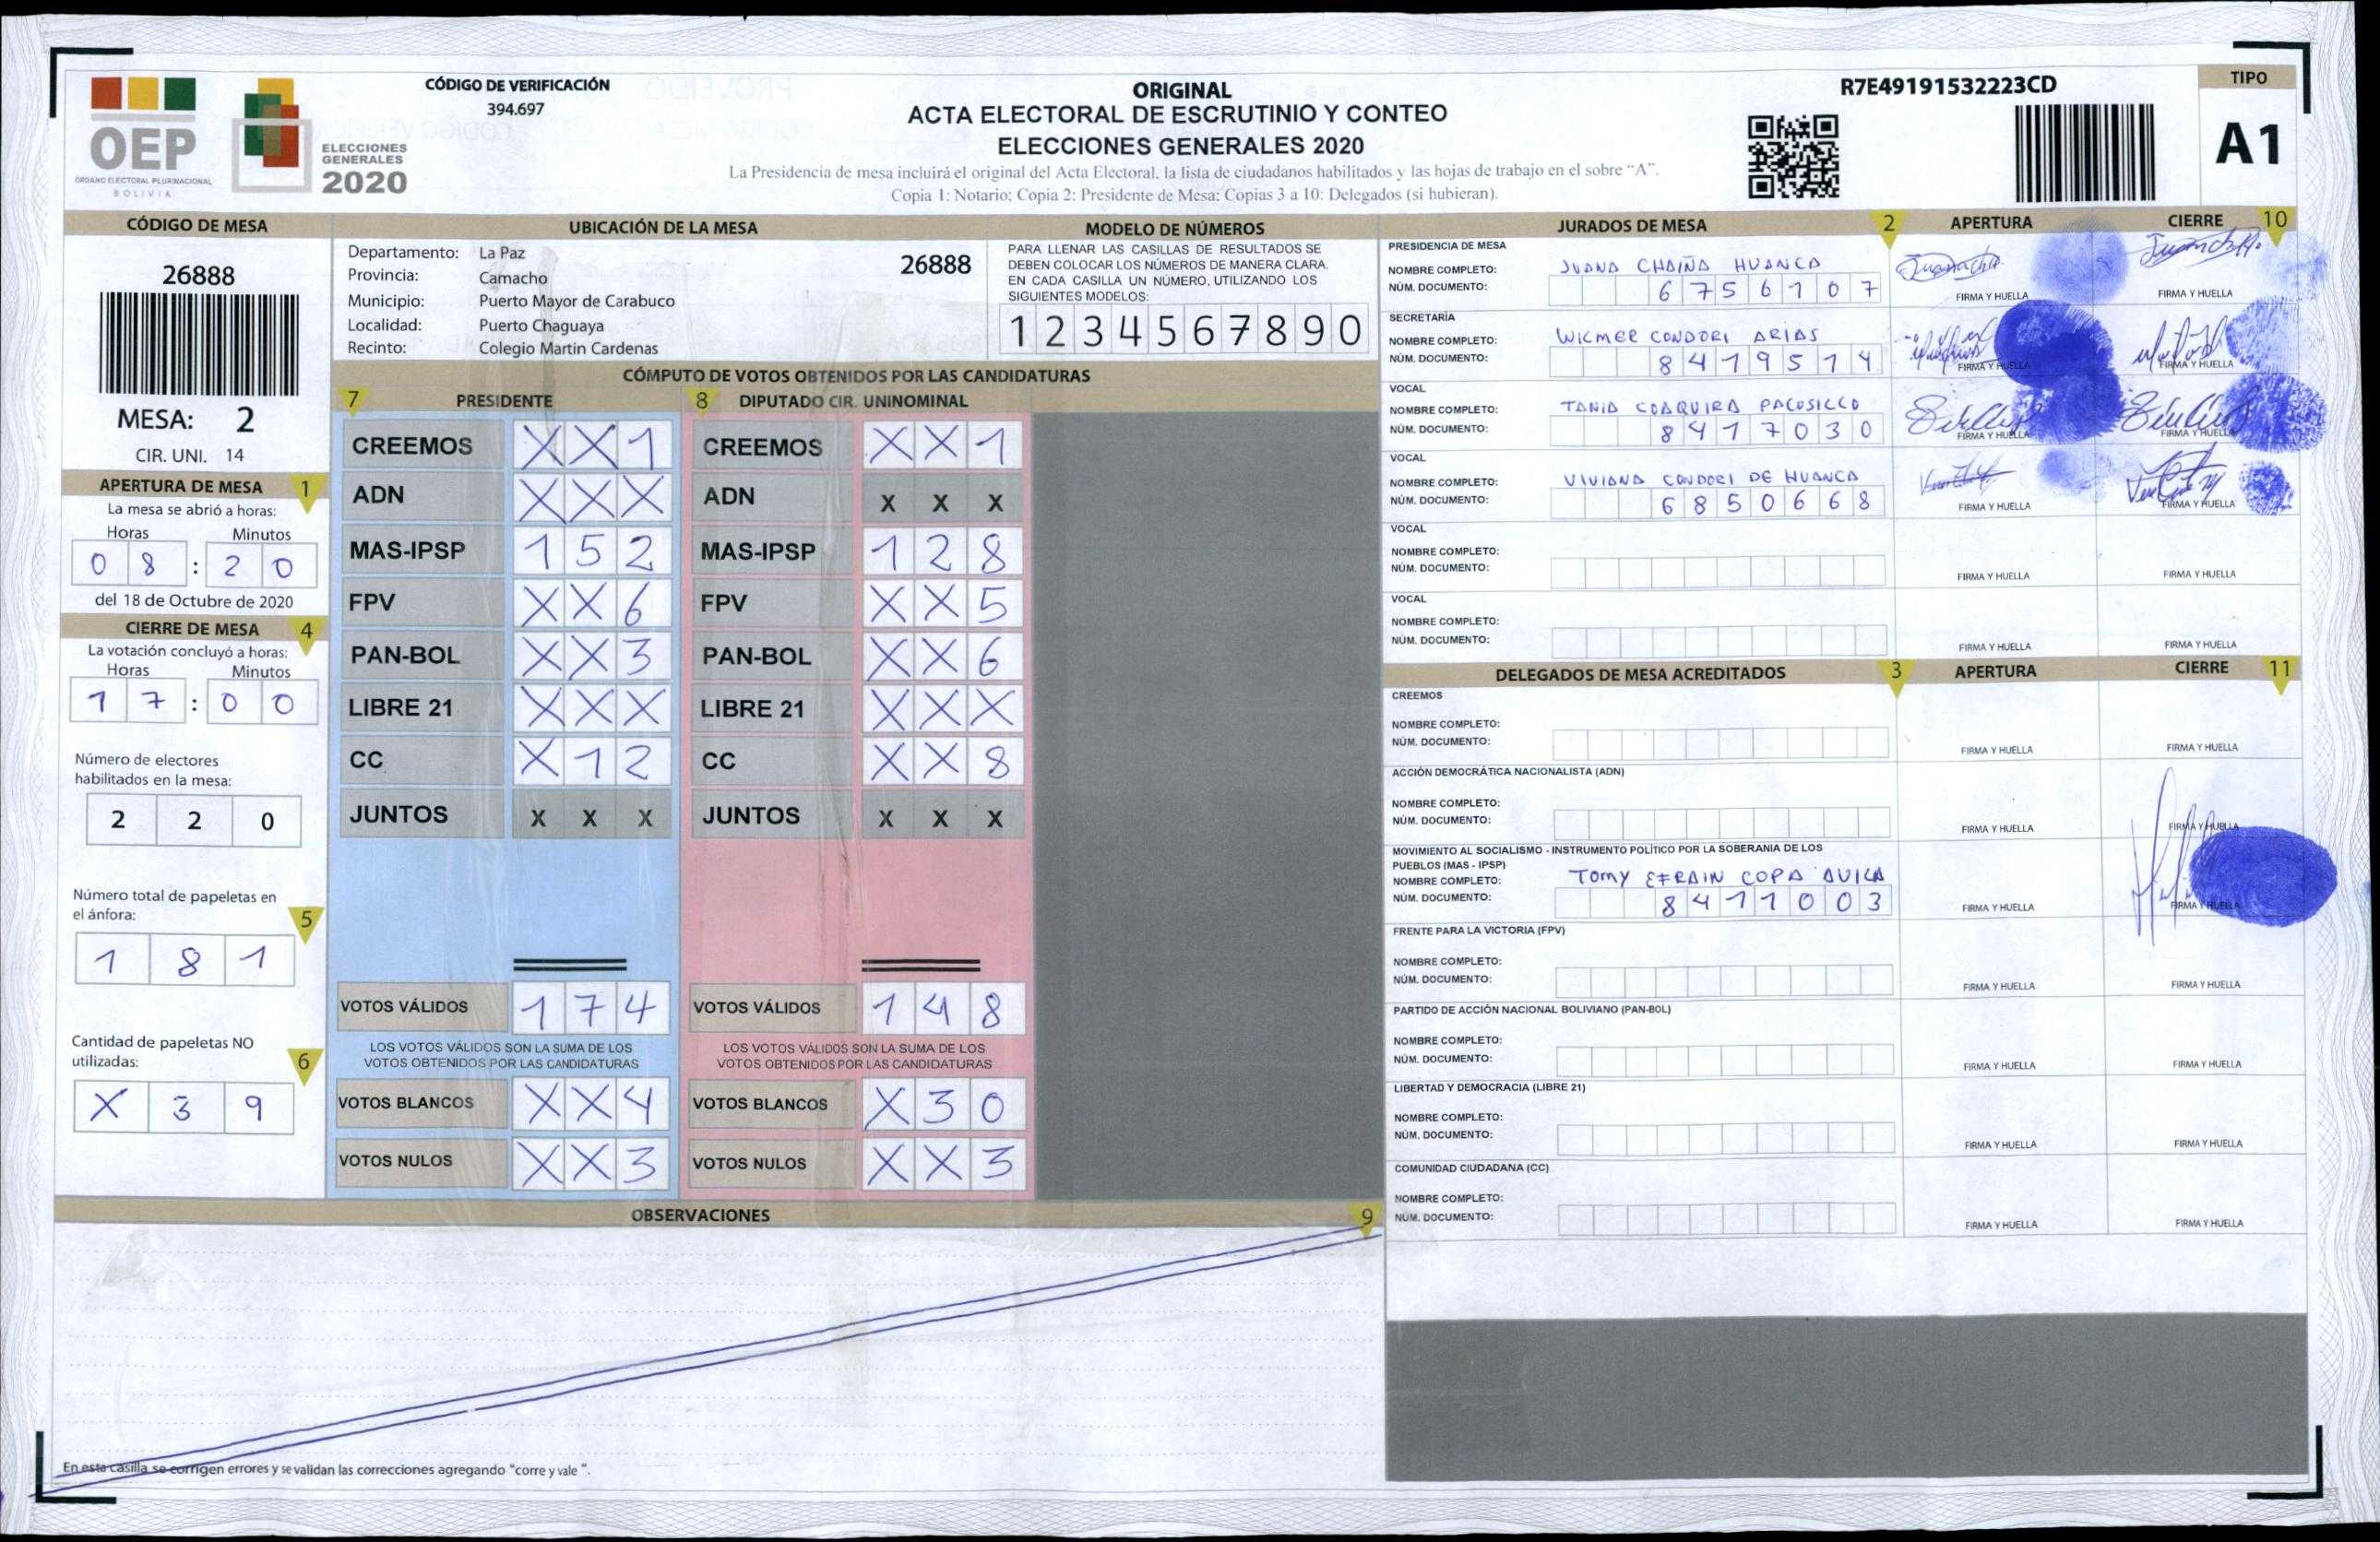 CÓDIGO DE VERIFICACIÓN
394.697
OEP
ÓRGANO ELECTORAL PLURINACIONAL
BOLIVIA
ELECCIONES
GENERALES
2020
ORIGINAL
ACTA ELECTORAL DE ESCRUTINIO Y CONTEO
ELECCIONES GENERALES 2020
La Presidencia de mesa incluirá el original del Acta Electoral, la lista de ciudadanos habilitados y las hojas de trabajo en el sobre "A".
Copia 1: Notario; Copia 2: Presidente de Mesa; Copias 3 a 10: Delegados (si hubieran).
R7E49191532223CD
TIPO
A1
CÓDIGO DE MESA
26888
MESA: 2
CIR. UNI. 14
APERTURA DE MESA 1
La mesa se abrió a horas:
Horas Minutos
0 8 : 2 0
del 18 de Octubre de 2020
CIERRE DE MESA 4
La votación concluyó a horas:
Horas Minutos
1 7 : 0 0
Número de electores
habilitados en la mesa:
2 2 0
Número total de papeletas en
el ánfora: 5
1 8 1
Cantidad de papeletas NO
utilizadas: 6
X 3 9
UBICACIÓN DE LA MESA
Departamento: La Paz
26888
Provincia: Camacho
Municipio: Puerto Mayor de Carabuco
Localidad: Puerto Chaguaya
Recinto: Colegio Martin Cardenas
MODELO DE NÚMEROS
PARA LLENAR LAS CASILLAS DE RESULTADOS SE
DEBEN COLOCAR LOS NÚMEROS DE MANERA CLARA.
EN CADA CASILLA UN NÚMERO, UTILIZANDO LOS
SIGUIENTES MODELOS:
1 2 3 4 5 6 7 8 9 0
CÓMPUTO DE VOTOS OBTENIDOS POR LAS CANDIDATURAS
7 PRESIDENTE 8 DIPUTADO CIR. UNINOMINAL
CREEMOS X X 1 CREEMOS X X 1
ADN X X X ADN X X X
MAS-IPSP 1 5 2 MAS-IPSP 1 2 8
FPV X X 6 FPV X X 5
PAN-BOL X X 3 PAN-BOL X X 6
LIBRE 21 X X X LIBRE 21 X X X
CC X 1 2 CC X X 8
JUNTOS X X X JUNTOS X X X
VOTOS VÁLIDOS 1 7 4 VOTOS VÁLIDOS 1 4 8
LOS VOTOS VÁLIDOS SON LA SUMA DE LOS LOS VOTOS VÁLIDOS SON LA SUMA DE LOS
VOTOS OBTENIDOS POR LAS CANDIDATURAS VOTOS OBTENIDOS POR LAS CANDIDATURAS
VOTOS BLANCOS X X 4 VOTOS BLANCOS X 3 0
VOTOS NULOS X X 3 VOTOS NULOS X X 3
OBSERVACIONES 9
En esta casilla se corrigen errores y se validan las correcciones agregando "corre y vale ".
JURADOS DE MESA 2 APERTURA CIERRE 10
PRESIDENCIA DE MESA
NOMBRE COMPLETO: JUANA CHAIÑA HUANCA
NÚM. DOCUMENTO: 6 7 5 6 1 0 7
FIRMA Y HUELLA FIRMA Y HUELLA
SECRETARÍA
NOMBRE COMPLETO: WILMER CONDORI ARIAS
NÚM. DOCUMENTO: 8 4 1 9 5 1 4
FIRMA Y HUELLA FIRMA Y HUELLA
VOCAL
NOMBRE COMPLETO: TANIA COAQUIRA PACOSILLO
NÚM. DOCUMENTO: 8 4 1 7 0 3 0
FIRMA Y HUELLA FIRMA Y HUELLA
VOCAL
NOMBRE COMPLETO: VIVIANA CONDORI DE HUANCA
NÚM. DOCUMENTO: 6 8 5 0 6 6 8
FIRMA Y HUELLA FIRMA Y HUELLA
VOCAL
NOMBRE COMPLETO:
NÚM. DOCUMENTO:
FIRMA Y HUELLA FIRMA Y HUELLA
VOCAL
NOMBRE COMPLETO:
NÚM. DOCUMENTO:
FIRMA Y HUELLA FIRMA Y HUELLA
DELEGADOS DE MESA ACREDITADOS 3 APERTURA CIERRE 11
CREEMOS
NOMBRE COMPLETO:
NÚM. DOCUMENTO:
FIRMA Y HUELLA FIRMA Y HUELLA
ACCIÓN DEMOCRÁTICA NACIONALISTA (ADN)
NOMBRE COMPLETO:
NÚM. DOCUMENTO:
FIRMA Y HUELLA FIRMA Y HUELLA
MOVIMIENTO AL SOCIALISMO - INSTRUMENTO POLÍTICO POR LA SOBERANIA DE LOS
PUEBLOS (MAS - IPSP)
NOMBRE COMPLETO: TOMY EFRAIN COPA AVILA
NÚM. DOCUMENTO: 8 4 1 1 0 0 3
FIRMA Y HUELLA FIRMA Y HUELLA
FRENTE PARA LA VICTORIA (FPV)
NOMBRE COMPLETO:
NÚM. DOCUMENTO:
FIRMA Y HUELLA FIRMA Y HUELLA
PARTIDO DE ACCIÓN NACIONAL BOLIVIANO (PAN-BOL)
NOMBRE COMPLETO:
NÚM. DOCUMENTO:
FIRMA Y HUELLA FIRMA Y HUELLA
LIBERTAD Y DEMOCRACIA (LIBRE 21)
NOMBRE COMPLETO:
NÚM. DOCUMENTO:
FIRMA Y HUELLA FIRMA Y HUELLA
COMUNIDAD CIUDADANA (CC)
NOMBRE COMPLETO:
NÚM. DOCUMENTO:
FIRMA Y HUELLA FIRMA Y HUELLA